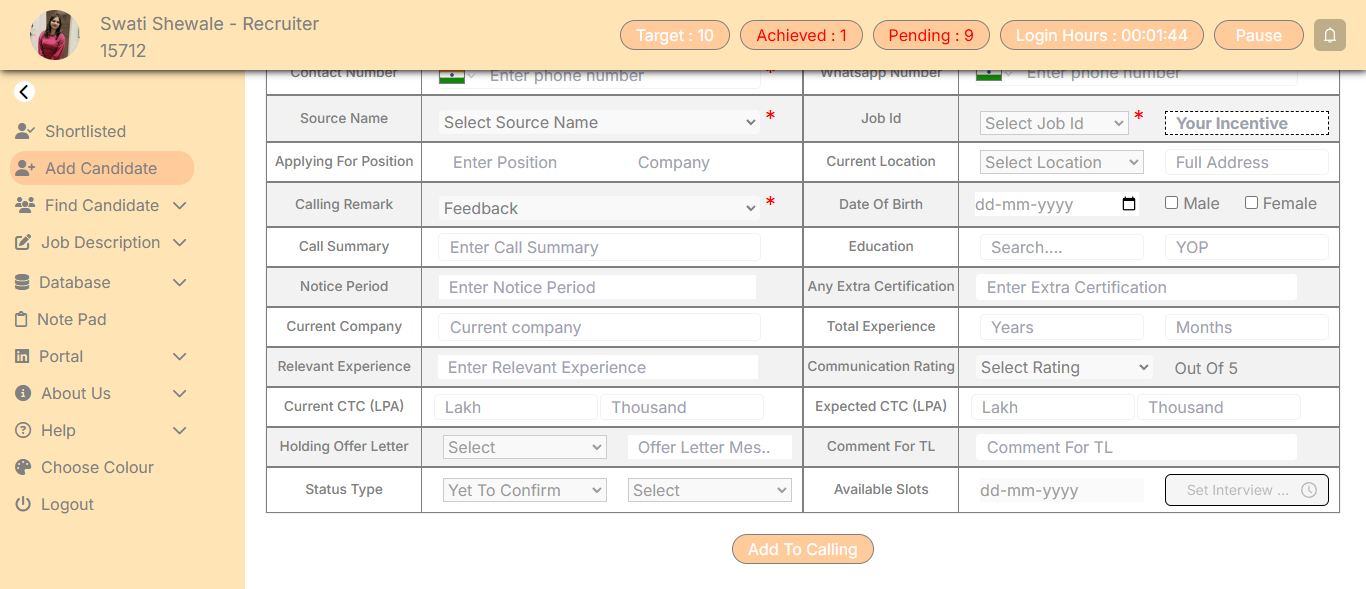 Swati Shewale - Recruiter
15712
Target : 10 Achieved : 1 Pending : 9 Login Hours : 00:01:44 Pause
Shortlisted
Add Candidate
Find Candidate
Job Description
Database
Note Pad
Portal
About Us
Help
Choose Colour
Logout
Contact Number Enter phone number * Whatsapp Number Enter phone number
Source Name Select Source Name * Job Id Select Job Id * Your Incentive
Applying For Position Enter Position Company Current Location Select Location Full Address
Calling Remark Feedback * Date Of Birth dd-mm-yyyy Male Female
Call Summary Enter Call Summary Education Search.... YOP
Notice Period Enter Notice Period Any Extra Certification Enter Extra Certification
Current Company Current company Total Experience Years Months
Relevant Experience Enter Relevant Experience Communication Rating Select Rating Out Of 5
Current CTC (LPA) Lakh Thousand Expected CTC (LPA) Lakh Thousand
Holding Offer Letter Select Offer Letter Mes.. Comment For TL Comment For TL
Status Type Yet To Confirm Select Available Slots dd-mm-yyyy Set Interview ...
Add To Calling